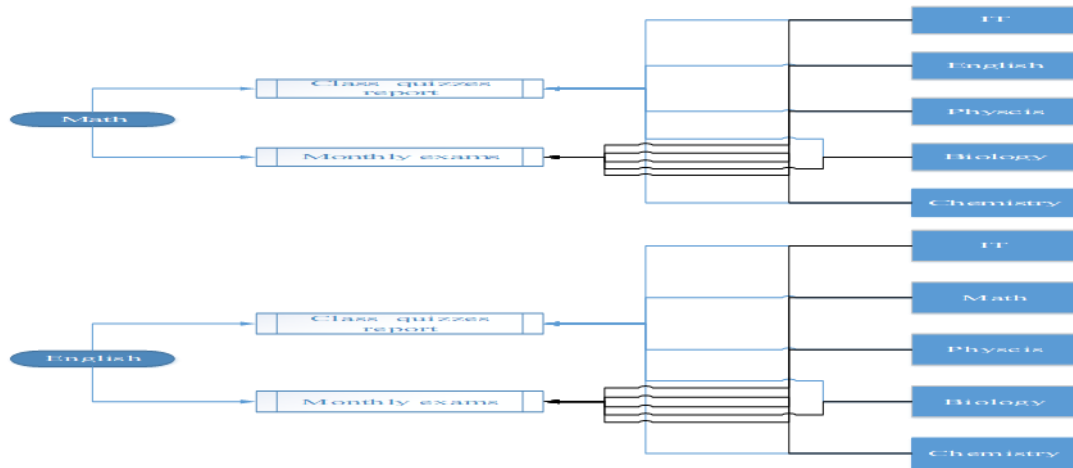 IT
English
Class quizzes
report
Physcis
Math
Monthly exams
Biology
Chemistry
IT
Math
Class quizzes
report
Physcis
English
Monthly exams
Biology
Chemistry